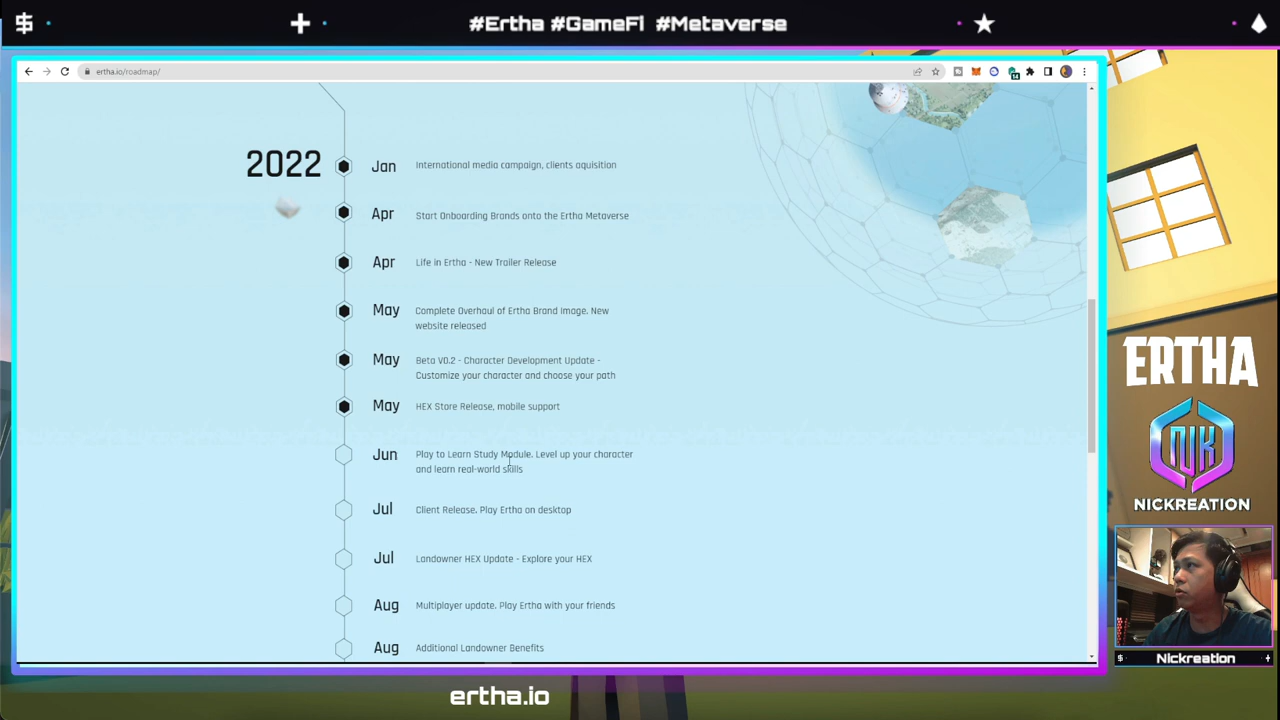 #Ertha #GameFi #Metaverse
ertha.io/roadmap/
14
2022
Jan
International media campaign, clients aquisition
Apr
Start Onboarding Brands onto the Ertha Metaverse
Apr
Life in Ertha - New Trailer Release
May
Complete Overhaul of Ertha Brand Image. New
website released
May
Beta V0.2 - Character Development Update -
Customize your character and choose your path
May
HEX Store Release, mobile support
Jun
Play to Learn Study Module. Level up your character
and learn real-world skills
Jul
Client Release. Play Ertha on desktop
Jul
Landowner HEX Update - Explore your HEX
Aug
Multiplayer update. Play Ertha with your friends
Aug
Additional Landowner Benefits
ERTHA
NICKREATION
Nickreation
ertha.io